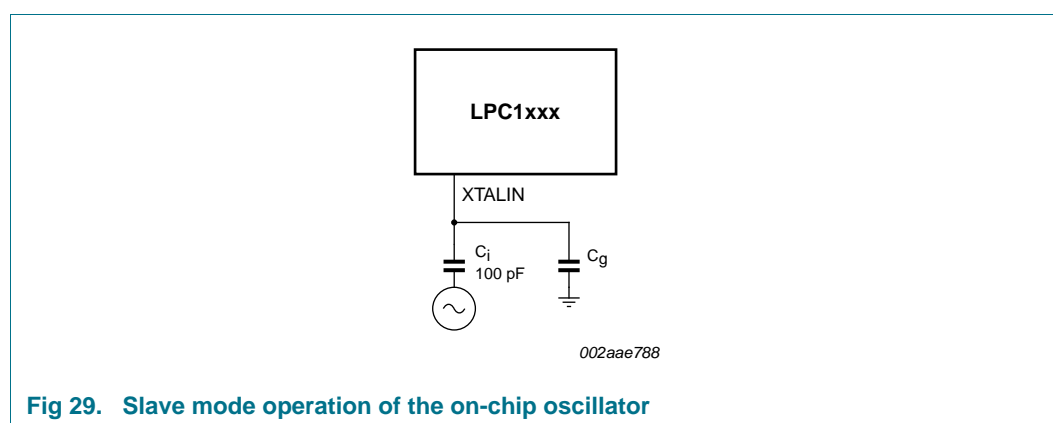 LPC1xxx
XTALIN
Ci
100 pF
Cg
002aae788
Fig 29. Slave mode operation of the on-chip oscillator